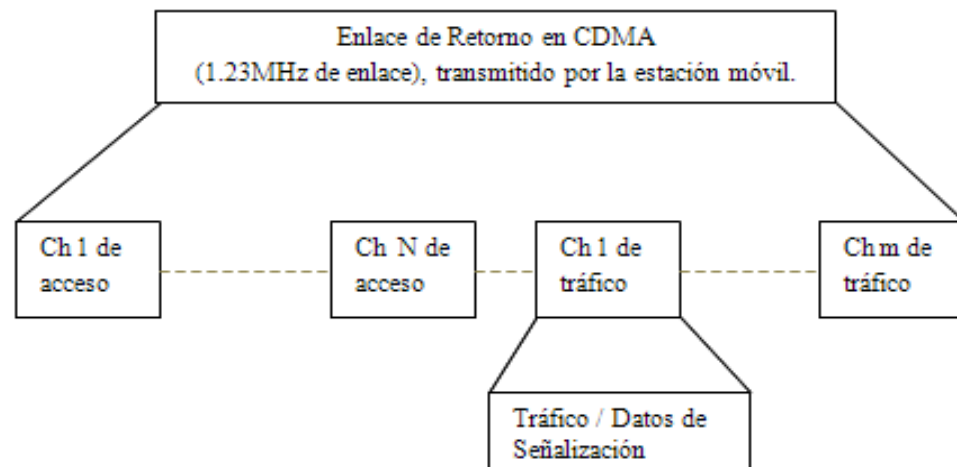 Enlace de Retorno en CDMA
(1.23MHz de enlace), transmitido por la estación móvil.
Ch 1 de
acceso
Ch N de
acceso
Ch 1 de
tráfico
Ch m de
tráfico
Tráfico / Datos de
Señalización